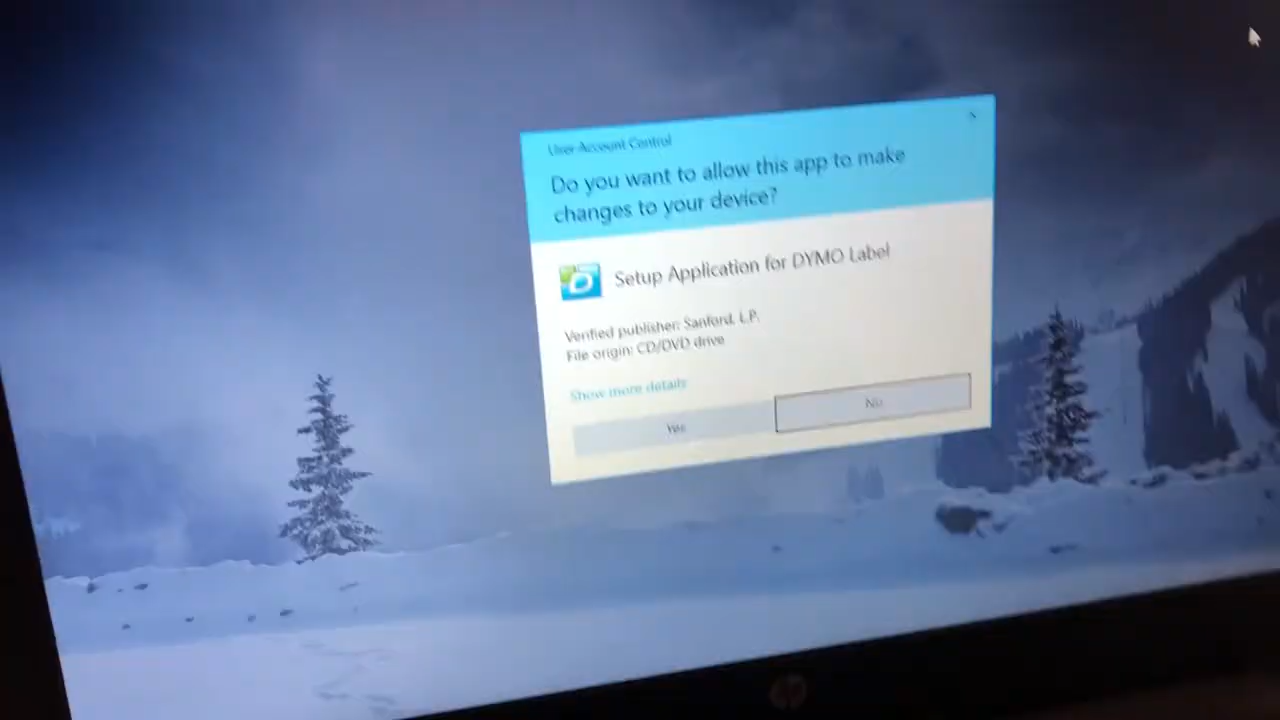 User Account Control
Do you want to allow this app to make
changes to your device?
Setup Application for DYMO Label
Verified publisher: Sanford, L.P.
File origin: CD/DVD drive
Show more details
Yes
No
hp